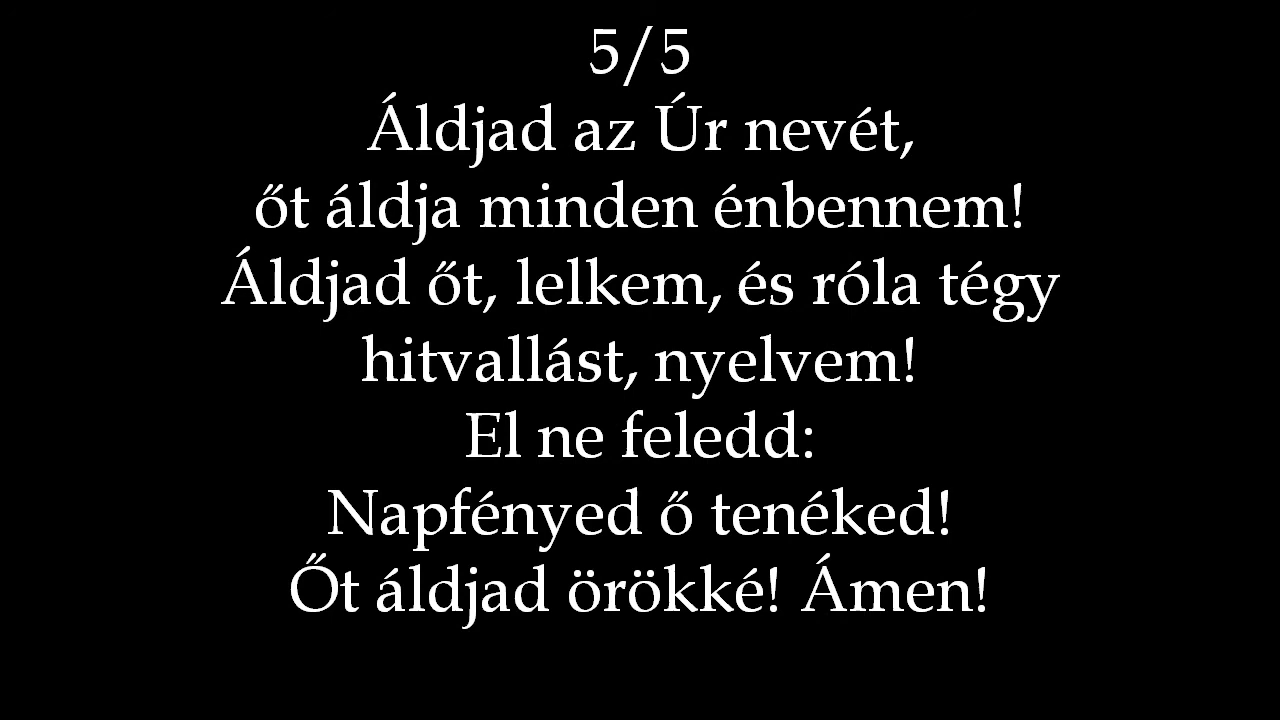 5/5
Áldjad az Úr nevét,
őt áldja minden énbennem!
Áldjad őt, lelkem, és róla tégy
hitvallást, nyelvem!
El ne feledd:
Napfényed ő tenéked!
Őt áldjad örökké! Ámen!